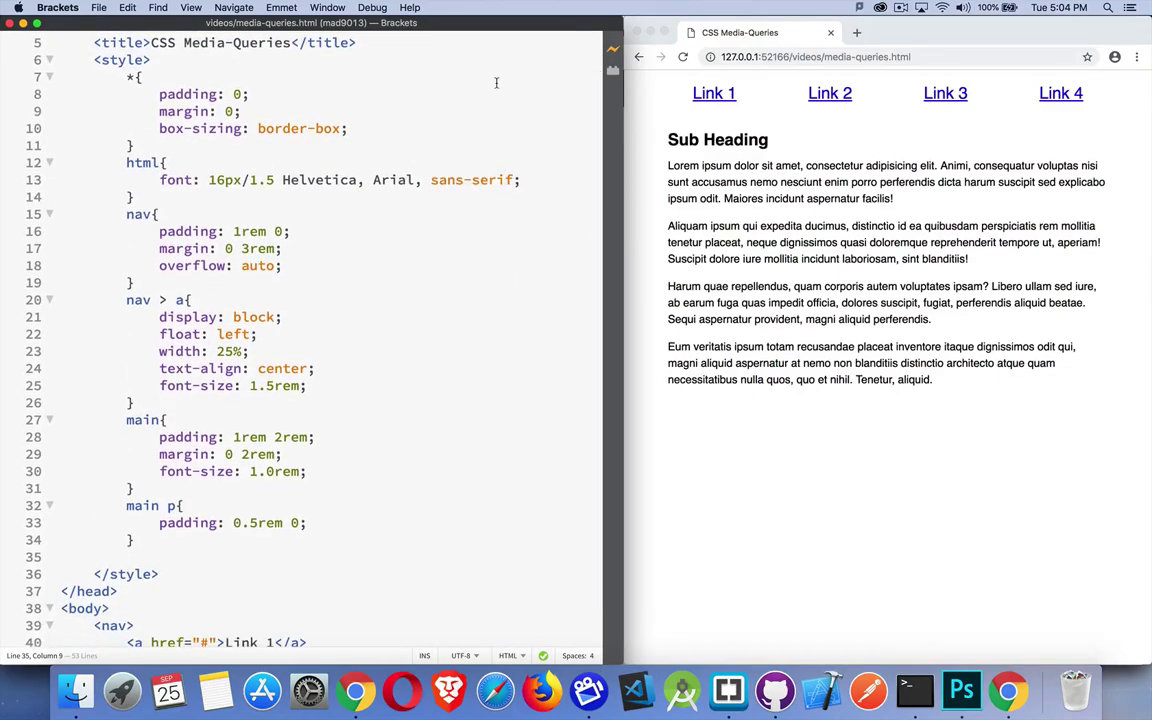 Brackets File Edit Find View Navigate Emmet Window Debug Help 100% Tue 5:04 PM
videos/media-queries.html (mad9013) — Brackets
5 <title>CSS Media-Queries</title>
6 <style>
7 *{
8 padding: 0;
9 margin: 0;
10 box-sizing: border-box;
11 }
12 html{
13 font: 16px/1.5 Helvetica, Arial, sans-serif;
14 }
15 nav{
16 padding: 1rem 0;
17 margin: 0 3rem;
18 overflow: auto;
19 }
20 nav > a{
21 display: block;
22 float: left;
23 width: 25%;
24 text-align: center;
25 font-size: 1.5rem;
26 }
27 main{
28 padding: 1rem 2rem;
29 margin: 0 2rem;
30 font-size: 1.0rem;
31 }
32 main p{
33 padding: 0.5rem 0;
34 }
35
36 </style>
37 </head>
38 <body>
39 <nav>
40 <a href="#">Link 1</a>
Line 35, Column 9 — 53 Lines INS UTF-8 HTML Spaces: 4
CSS Media-Queries
127.0.0.1:52166/videos/media-queries.html
Link 1 Link 2 Link 3 Link 4
Sub Heading
Lorem ipsum dolor sit amet, consectetur adipisicing elit. Animi, consequatur voluptas nisi
sunt accusamus nemo nesciunt enim porro perferendis dicta harum suscipit sed explicabo
ipsum odit. Maiores incidunt aspernatur facilis!
Aliquam ipsum qui expedita ducimus, distinctio id ea quibusdam perspiciatis rem mollitia
tenetur placeat, neque dignissimos quasi doloremque reprehenderit tempore ut, aperiam!
Suscipit dolore iure mollitia incidunt laboriosam, sint blanditiis!
Harum quae repellendus, quam corporis autem voluptates ipsam? Libero ullam sed iure,
ab earum fuga quas impedit officia, dolores suscipit, fugiat, perferendis aliquid beatae.
Sequi aspernatur provident, magni aliquid perferendis.
Eum veritatis ipsum totam recusandae placeat inventore itaque dignissimos odit qui,
magni aliquid aspernatur at nemo non blanditiis distinctio architecto atque quam
necessitatibus nulla quos, quo et nihil. Tenetur, aliquid.
SEP
25
Ps